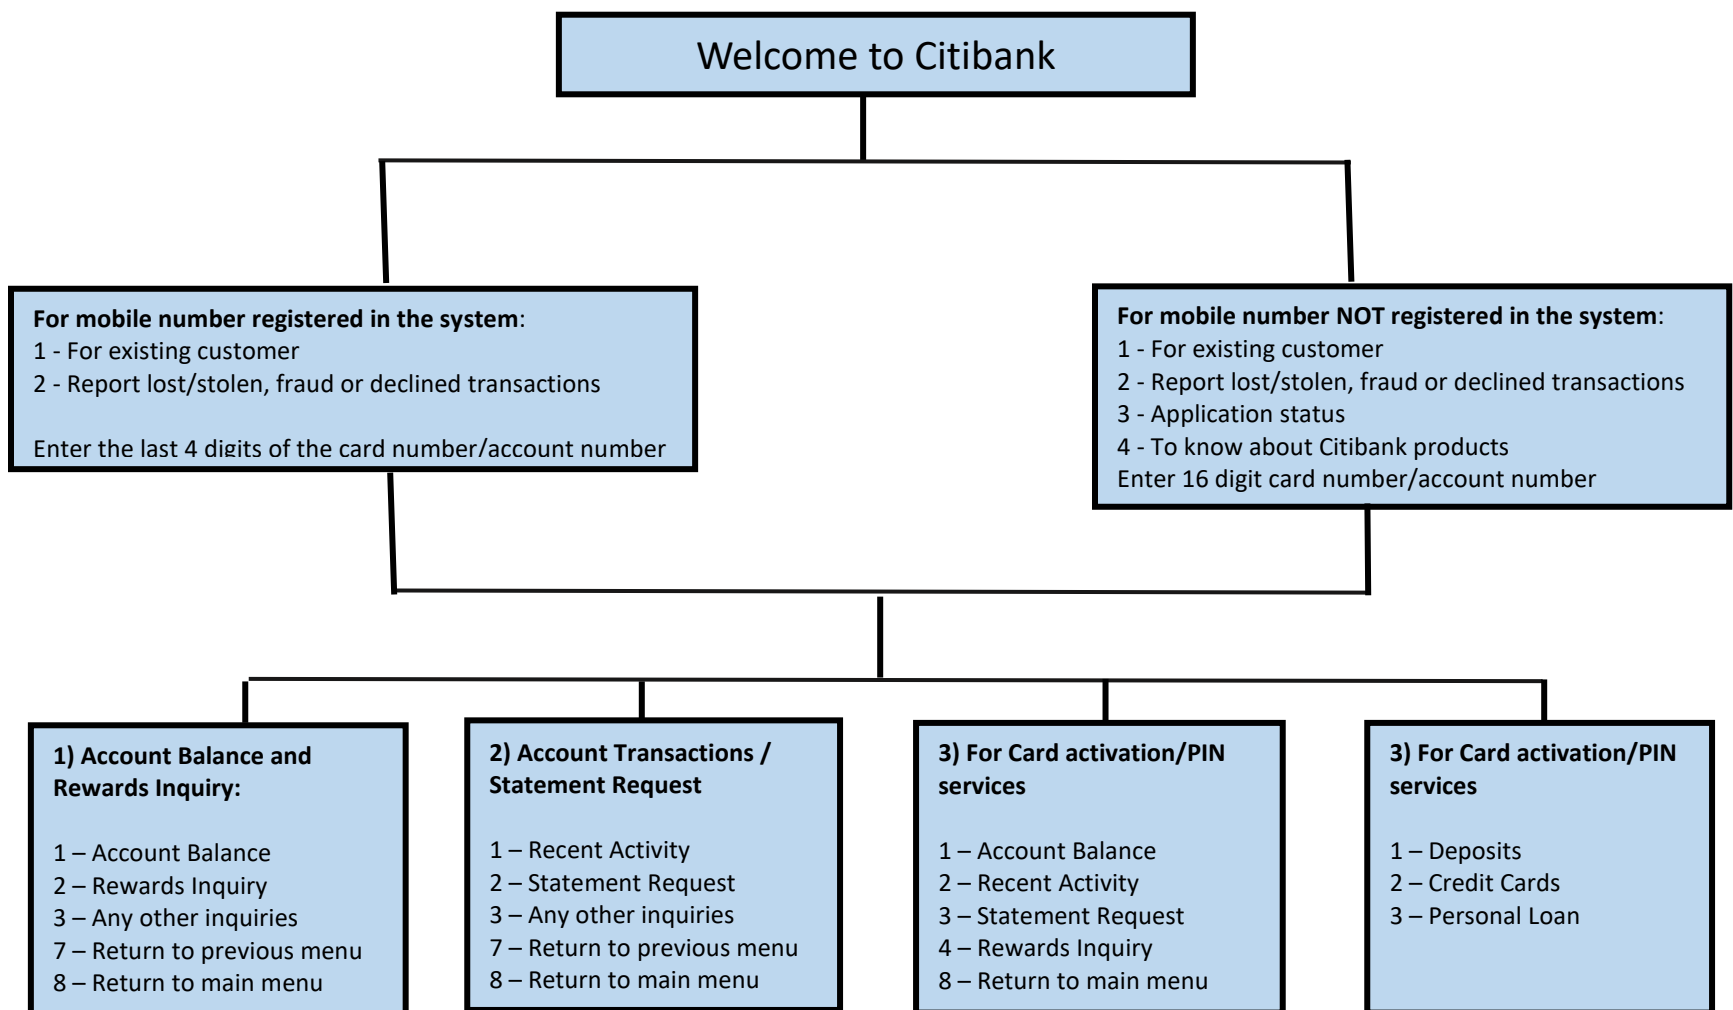 Welcome to Citibank
For mobile number registered in the system:
1 - For existing customer
2 - Report lost/stolen, fraud or declined transactions
Enter the last 4 digits of the card number/account number
For mobile number NOT registered in the system:
1 - For existing customer
2 - Report lost/stolen, fraud or declined transactions
3 - Application status
4 - To know about Citibank products
Enter 16 digit card number/account number
1) Account Balance and
Rewards Inquiry:
1 – Account Balance
2 – Rewards Inquiry
3 – Any other inquiries
7 – Return to previous menu
8 – Return to main menu
2) Account Transactions /
Statement Request
1 – Recent Activity
2 – Statement Request
3 – Any other inquiries
7 – Return to previous menu
8 – Return to main menu
3) For Card activation/PIN
services
1 – Account Balance
2 – Recent Activity
3 – Statement Request
4 – Rewards Inquiry
8 – Return to main menu
3) For Card activation/PIN
services
1 – Deposits
2 – Credit Cards
3 – Personal Loan